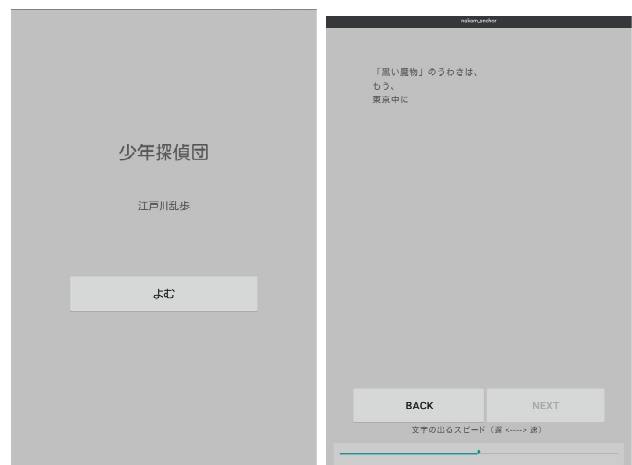 少年探偵団
江戸川乱歩
よむ
nakam_anchor
「黒い魔物」のうわさは、
もう、
東京中に
BACK
NEXT
文字の出るスピード（遅 <----> 速）